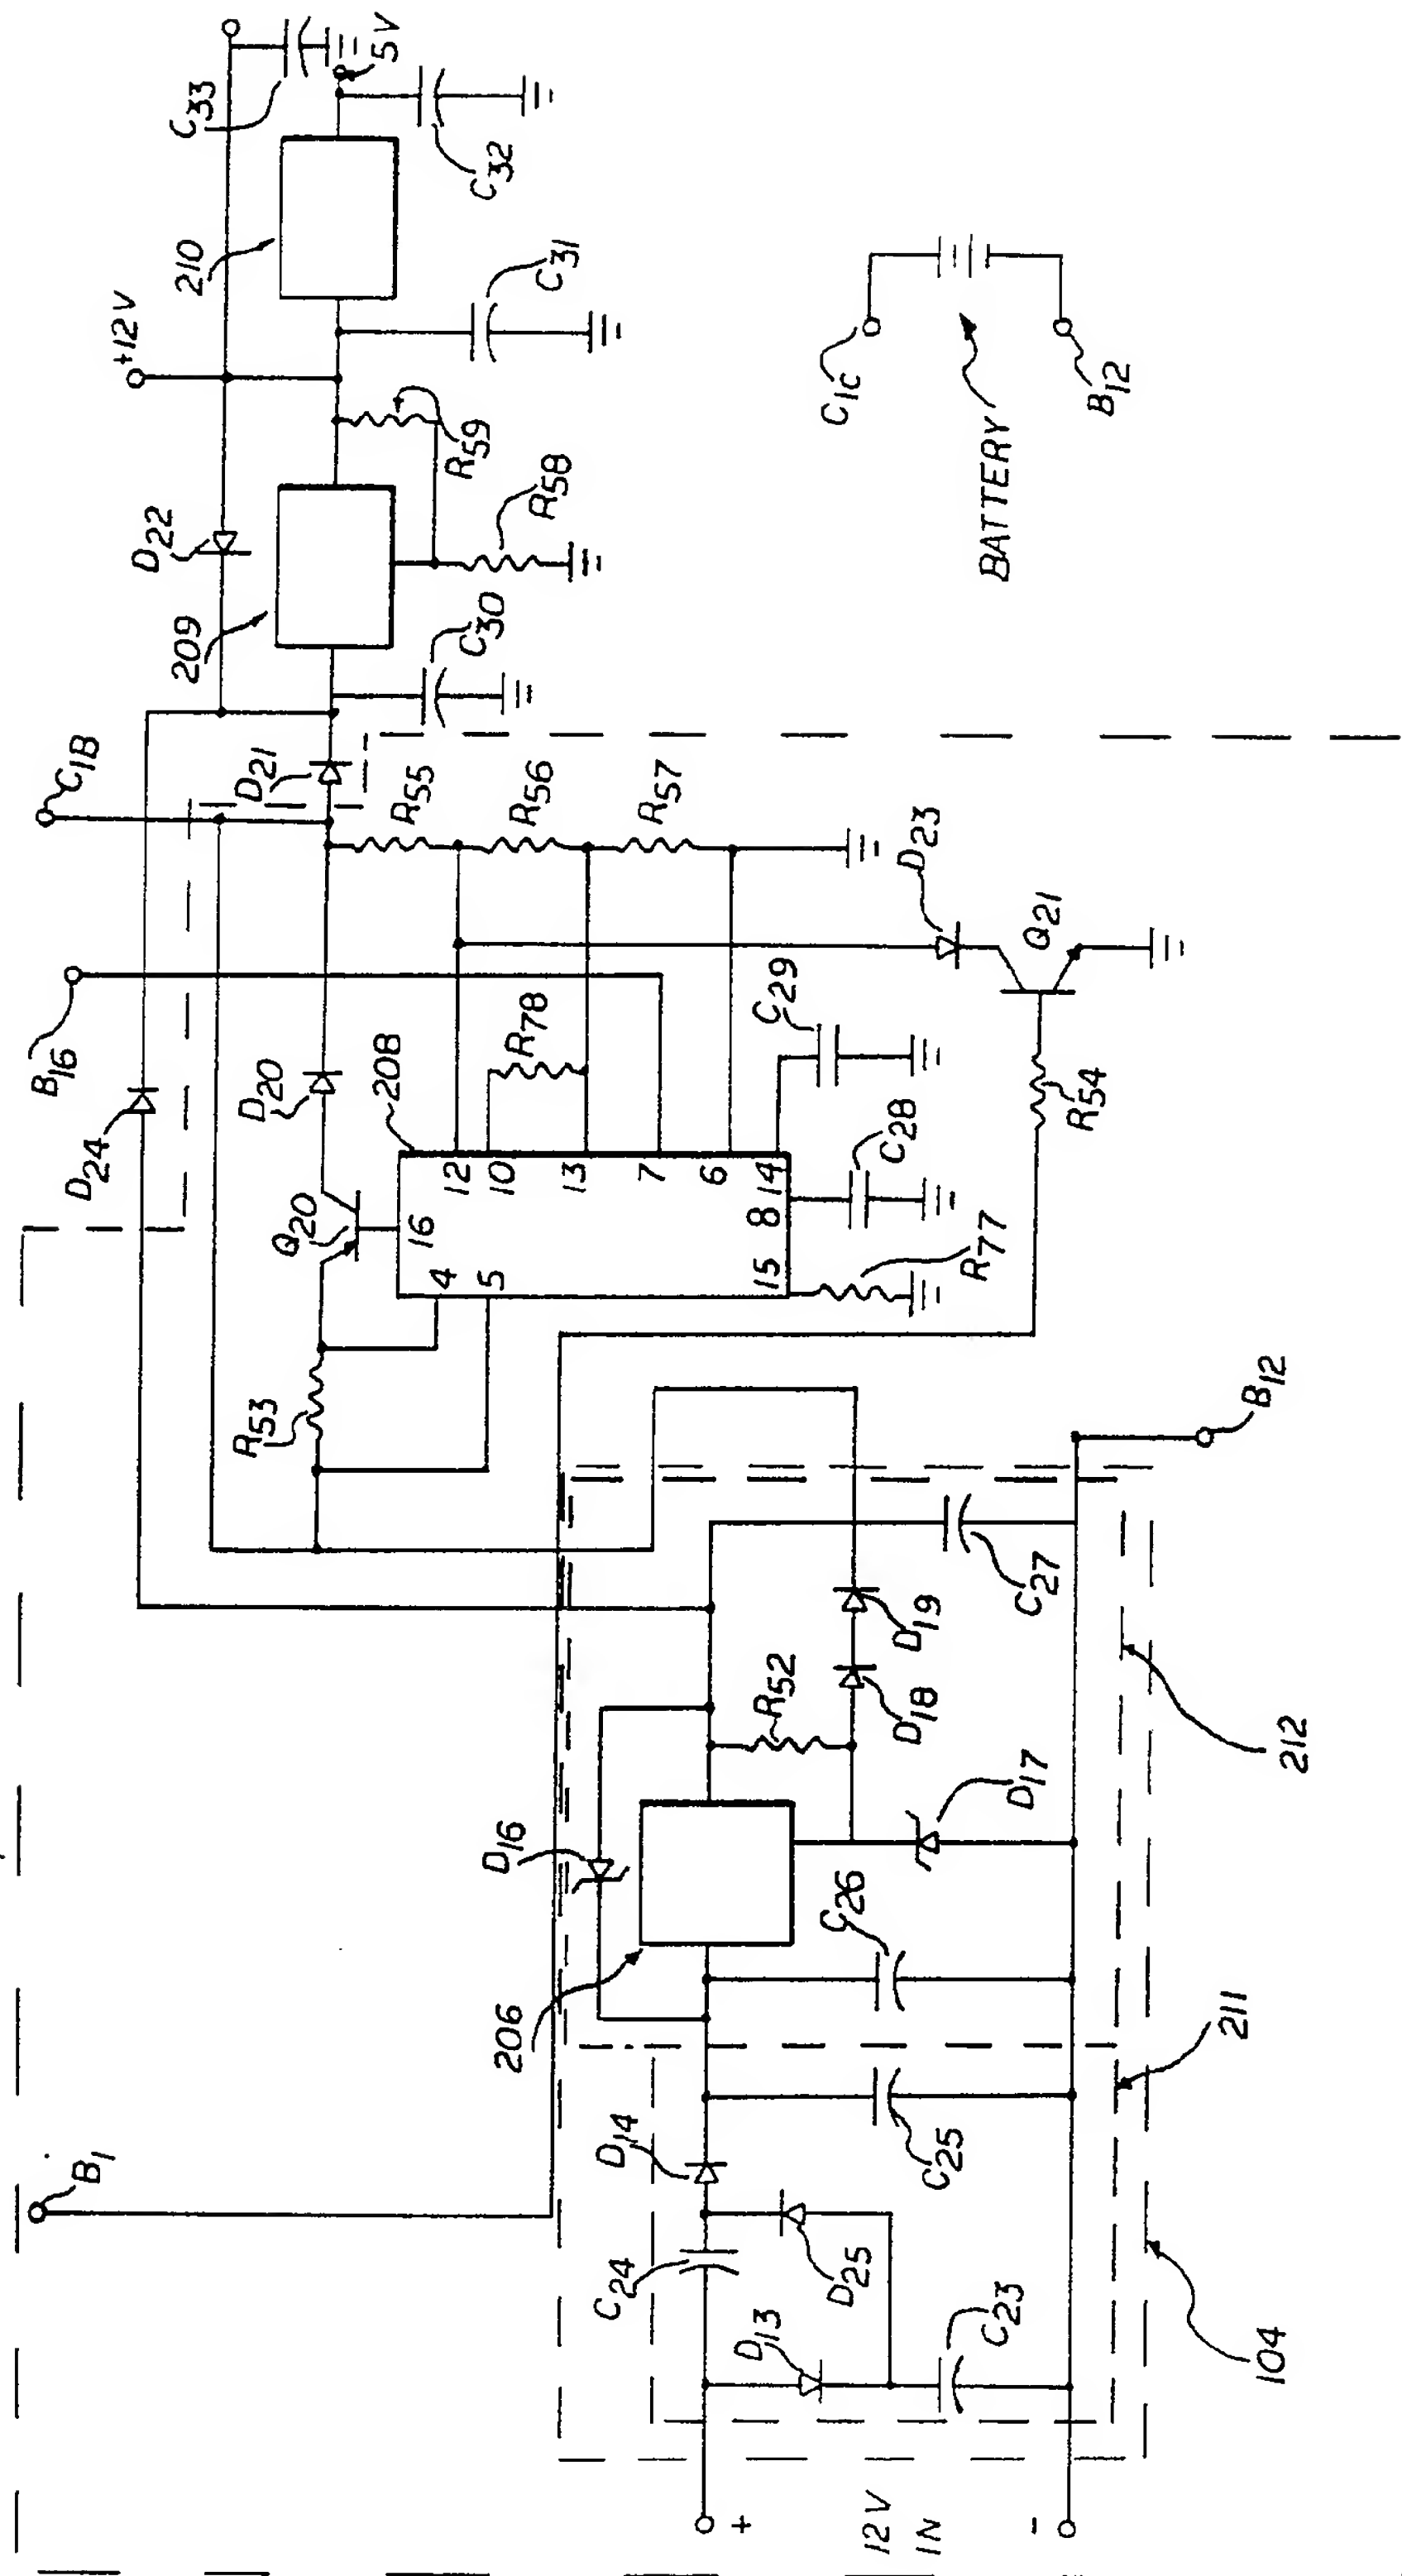 C33
5V
C32
210
C31
+12V
R59
R58
D22
209
C30
C1B
D21
R55
R56
R57
D23
Q21
B16
D24
D20
208
R78
C29
C28
R54
R77
Q20
16
4
5
12
10
13
7
6
14
8
15
R53
C1C
BATTERY
B12
B12
B1
D16
206
R52
D19
D18
D17
C27
C26
C25
D14
C24
D25
D13
C23
212
211
104
+
12V
IN
-